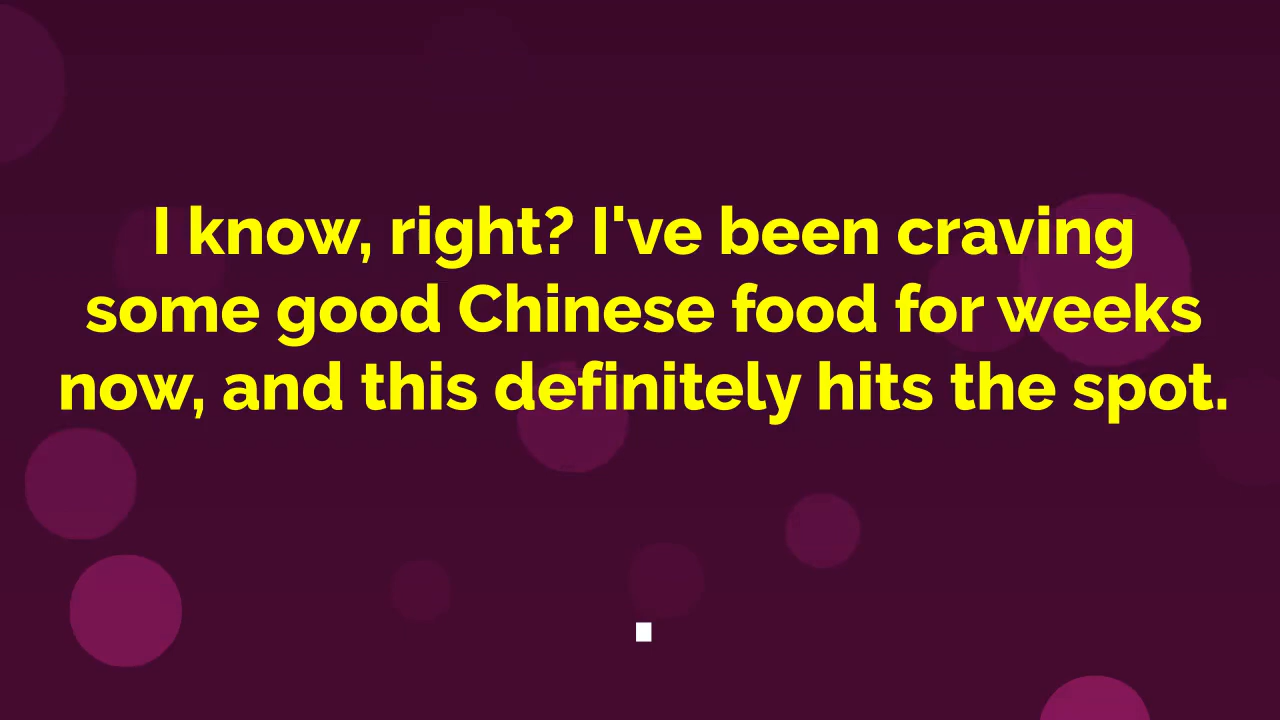 I know, right? I've been craving
some good Chinese food for weeks
now, and this definitely hits the spot.
.